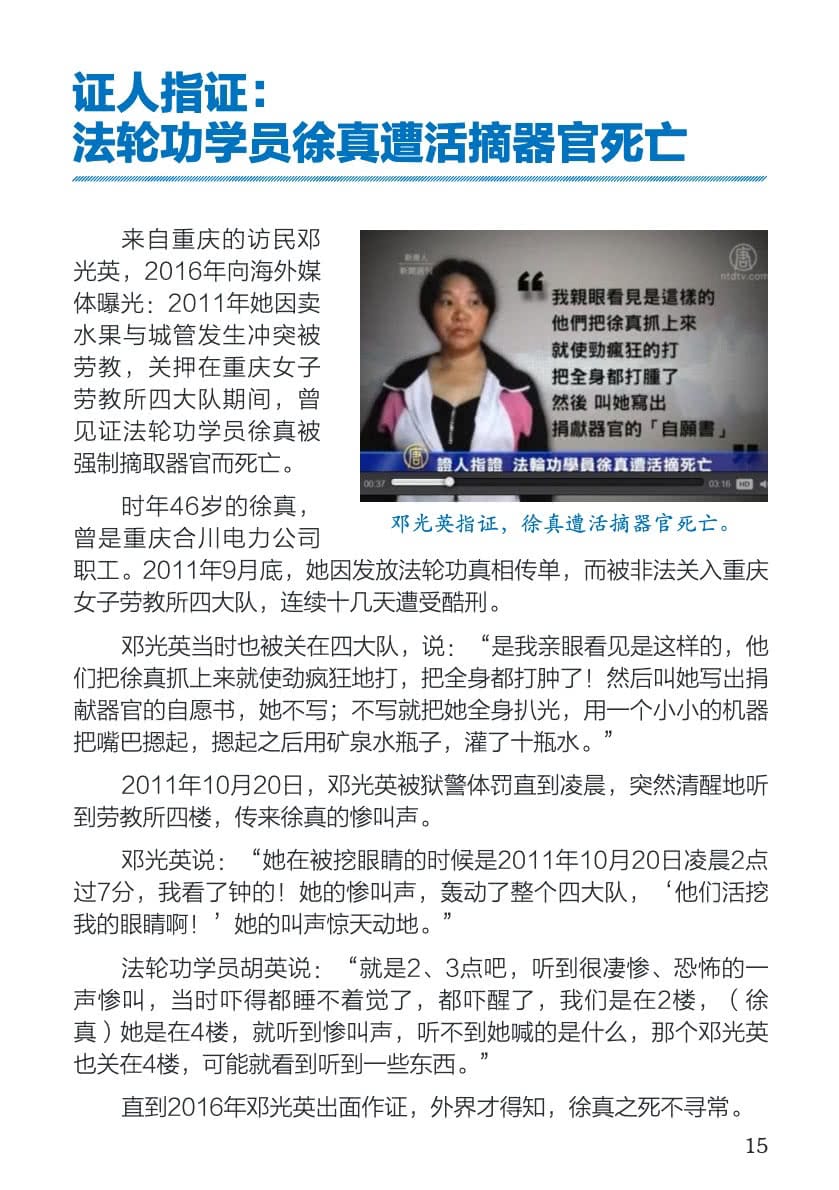 证人指证：
法轮功学员徐真遭活摘器官死亡
来自重庆的访民邓
光英，2016年向海外媒
体曝光：2011年她因卖
水果与城管发生冲突被
劳教，关押在重庆女子
劳教所四大队期间，曾
见证法轮功学员徐真被
强制摘取器官而死亡。
新唐人
新聞週刊
唐
ntdtv.com
“
我親眼看見是這樣的
他們把徐真抓上來
就使勁瘋狂的打
把全身都打腫了
然後 叫她寫出
捐獻器官的「自願書」
”
唐 證人指證 法輪功學員徐真遭活摘死亡
00:37 03:16 HD
邓光英指证，徐真遭活摘器官死亡。
时年46岁的徐真，
曾是重庆合川电力公司
职工。2011年9月底，她因发放法轮功真相传单，而被非法关入重庆
女子劳教所四大队，连续十几天遭受酷刑。
邓光英当时也被关在四大队，说：“是我亲眼看见是这样的，他
们把徐真抓上来就使劲疯狂地打，把全身都打肿了！然后叫她写出捐
献器官的自愿书，她不写；不写就把她全身扒光，用一个小小的机器
把嘴巴摁起，摁起之后用矿泉水瓶子，灌了十瓶水。”
2011年10月20日，邓光英被狱警体罚直到凌晨，突然清醒地听
到劳教所四楼，传来徐真的惨叫声。
邓光英说：“她在被挖眼睛的时候是2011年10月20日凌晨2点
过7分，我看了钟的！她的惨叫声，轰动了整个四大队，‘他们活挖
我的眼睛啊！’她的叫声惊天动地。”
法轮功学员胡英说：“就是2、3点吧，听到很凄惨、恐怖的一
声惨叫，当时吓得都睡不着觉了，都吓醒了，我们是在2楼，（徐
真）她是在4楼，就听到惨叫声，听不到她喊的是什么，那个邓光英
也关在4楼，可能就看到听到一些东西。”
直到2016年邓光英出面作证，外界才得知，徐真之死不寻常。
15